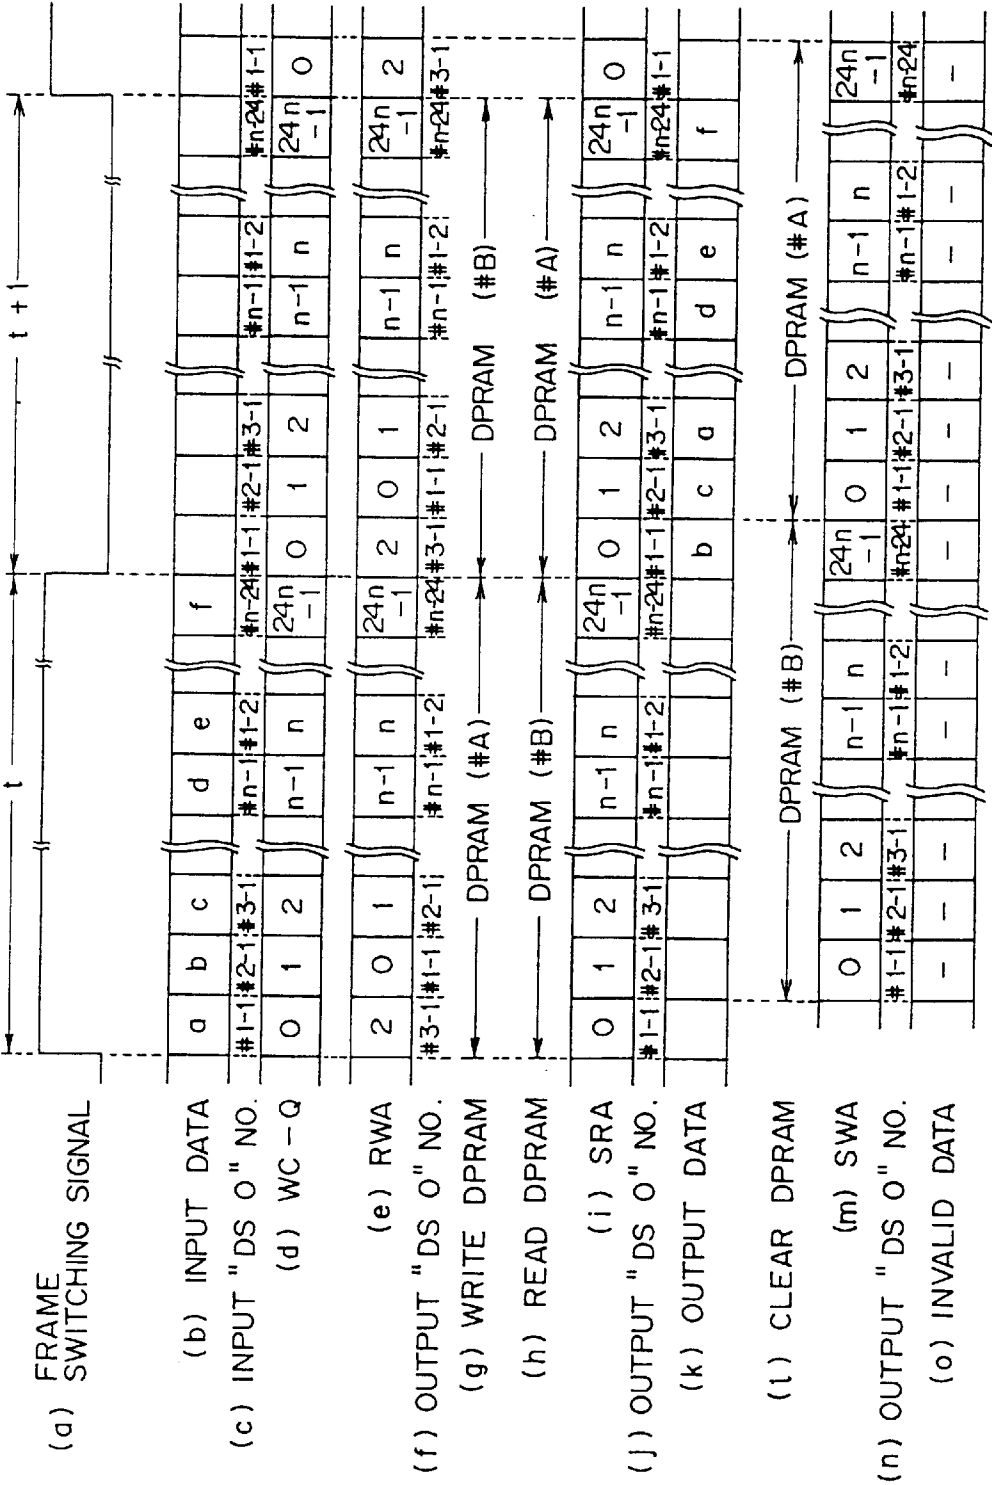 t
t + 1
(a) FRAME
SWITCHING SIGNAL
(b) INPUT DATA
a b c d e f
(c) INPUT "DS 0" NO.
#1-1 #2-1 #3-1 #n-1 #1-2 #n-24 #1-1 #2-1 #3-1 #n-1 #1-2 #n-24 #1-1
(d) WC - Q
0 1 2 n-1 n 24n-1 0 1 2 n-1 n 24n-1 0
(e) RWA
2 0 1 n-1 n 24n-1 2 0 1 n-1 n 24n-1 2
(f) OUTPUT "DS 0" NO.
#3-1 #1-1 #2-1 #n-1 #1-2 #n-24 #3-1 #1-1 #2-1 #n-1 #1-2 #n-24 #3-1
(g) WRITE DPRAM
DPRAM (#A) DPRAM (#B)
(h) READ DPRAM
DPRAM (#B) DPRAM (#A)
(i) SRA
0 1 2 n-1 n 24n-1 0 1 2 n-1 n 24n-1 0
(j) OUTPUT "DS 0" NO.
#1-1 #2-1 #3-1 #n-1 #1-2 #n-24 #1-1 #2-1 #3-1 #n-1 #1-2 #n-24 #1-1
(k) OUTPUT DATA
b c a d e f
(l) CLEAR DPRAM
DPRAM (#B) DPRAM (#A)
(m) SWA
0 1 2 n-1 n 24n-1 0 1 2 n-1 n 24n-1
(n) OUTPUT "DS 0" NO.
#1-1 #2-1 #3-1 #n-1 #1-2 #n-24 #1-1 #2-1 #3-1 #n-1 #1-2 #n-24
(o) INVALID DATA
- - - - - - - - - - - -